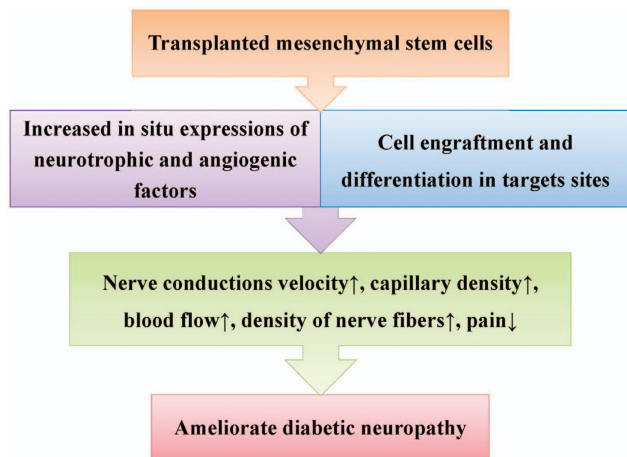 Transplanted mesenchymal stem cells
Increased in situ expressions of
neurotrophic and angiogenic
factors
Cell engraftment and
differentiation in targets sites
Nerve conductions velocity↑, capillary density↑,
blood flow↑, density of nerve fibers↑, pain↓
Ameliorate diabetic neuropathy